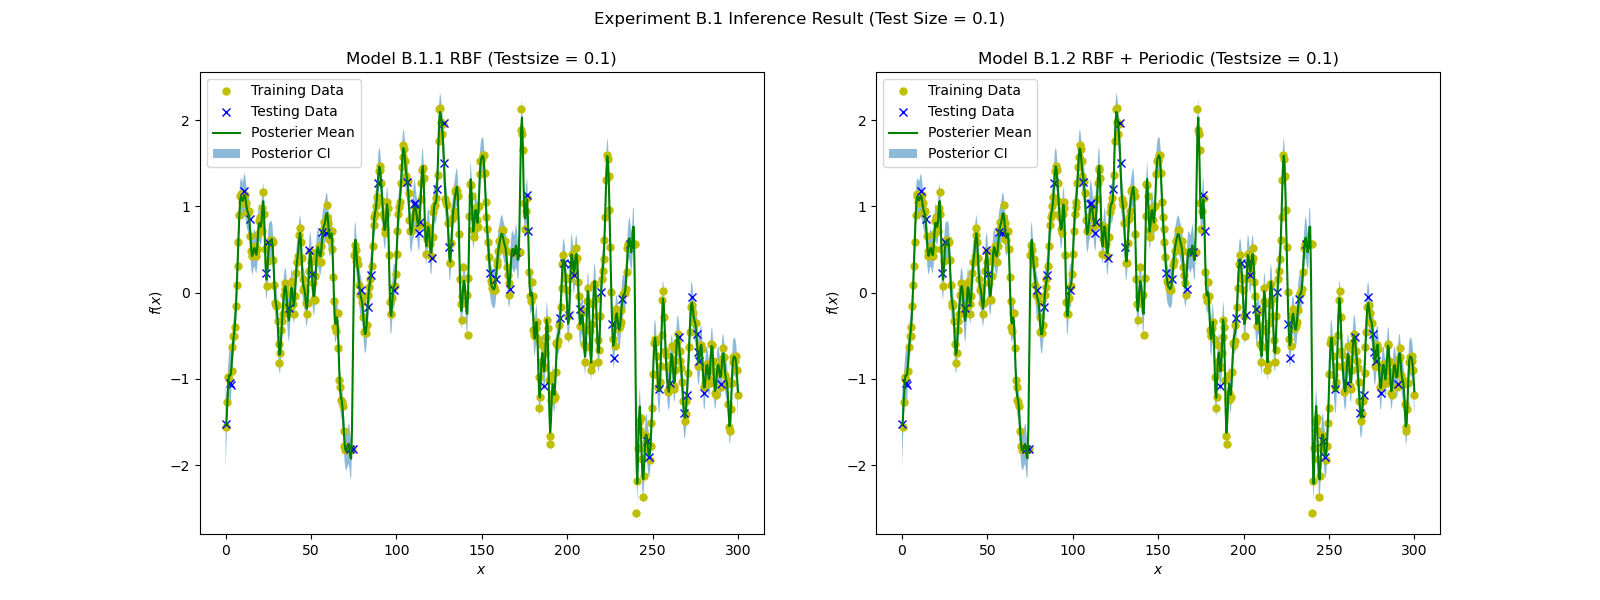 Experiment B.1 Inference Result (Test Size = 0.1)
Model B.1.1 RBF (Testsize = 0.1)
Training Data
Testing Data
Posterier Mean
Posterior CI
2
1
0
−1
−2
f(x)
0
50
100
150
200
250
300
x
Model B.1.2 RBF + Periodic (Testsize = 0.1)
Training Data
Testing Data
Posterier Mean
Posterior CI
2
1
0
−1
−2
f(x)
0
50
100
150
200
250
300
x